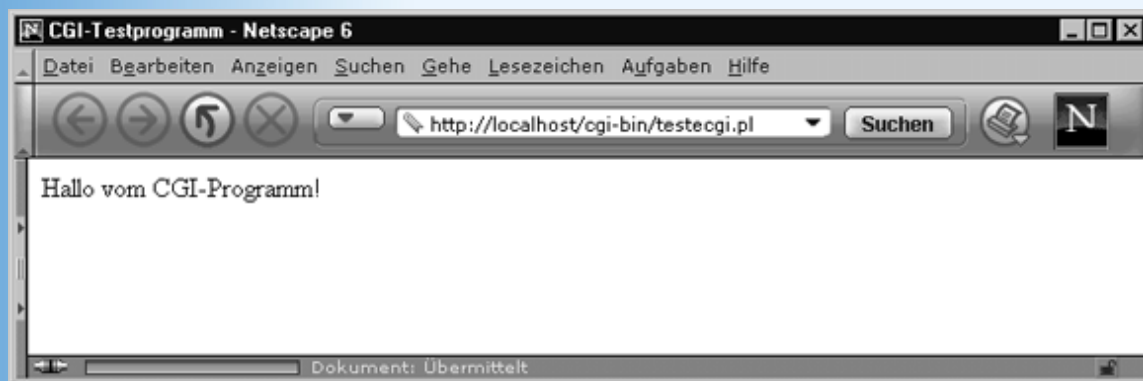 N CGI-Testprogramm - Netscape 6
Datei Bearbeiten Anzeigen Suchen Gehe Lesezeichen Aufgaben Hilfe
http://localhost/cgi-bin/testecgi.pl Suchen N
Hallo vom CGI-Programm!
Dokument: Übermittelt